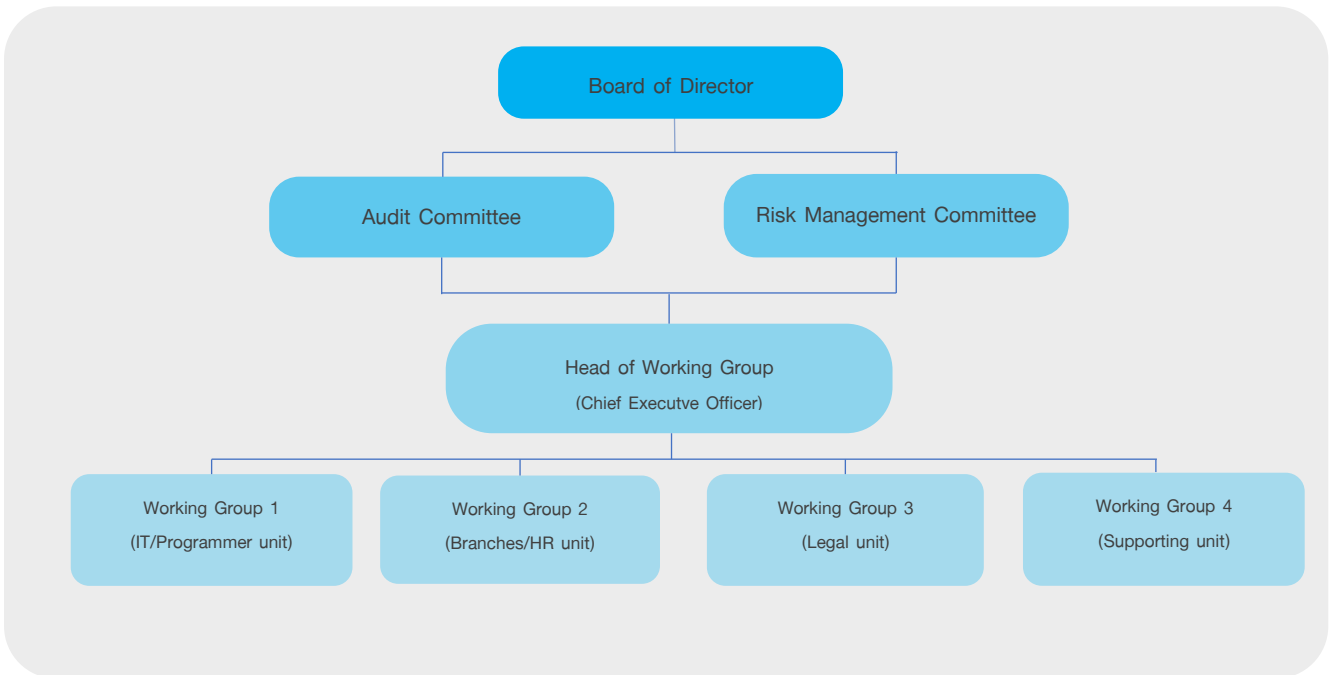 Board of Director
Audit Committee
Risk Management Committee
Head of Working Group
(Chief Executve Officer)
Working Group 1
(IT/Programmer unit)
Working Group 2
(Branches/HR unit)
Working Group 3
(Legal unit)
Working Group 4
(Supporting unit)